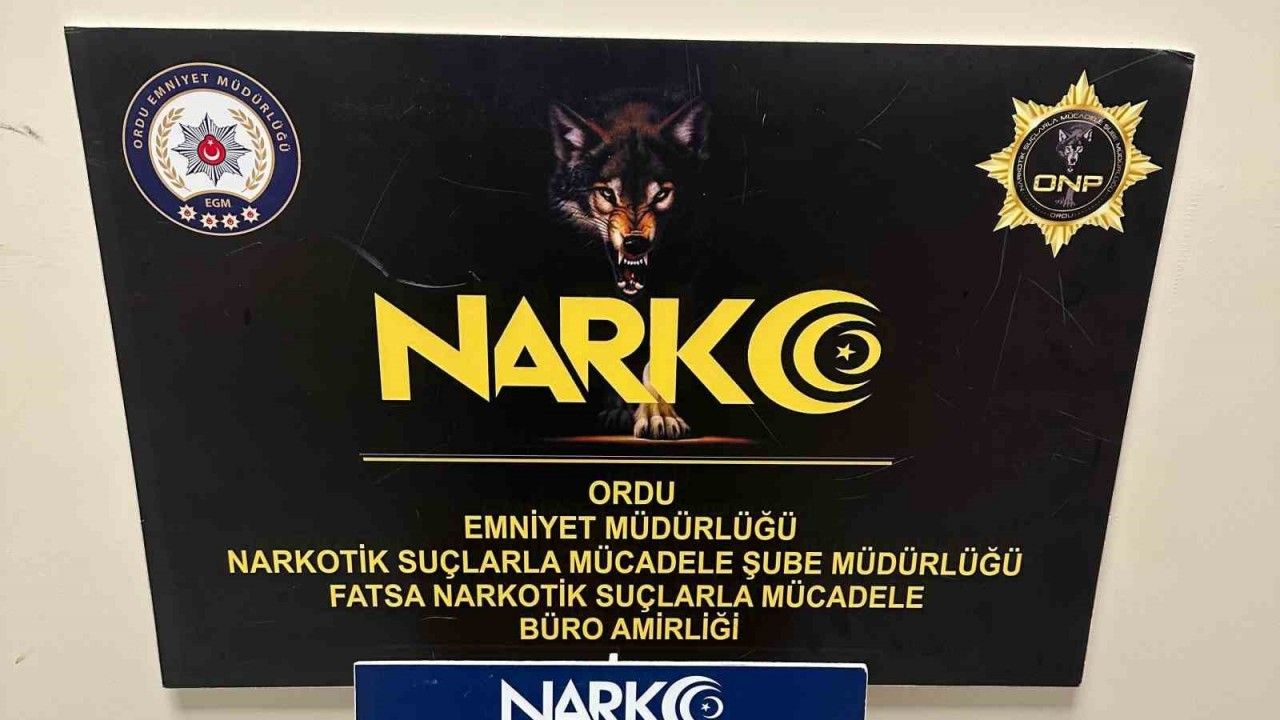 ORDU EMNİYET MÜDÜRLÜĞÜ
EGM
NARKOTİK SUÇLARLA MÜCADELE ŞUBE MÜDÜRLÜĞÜ
ONP
ORDU
NARKO
ORDU
EMNİYET MÜDÜRLÜĞÜ
NARKOTİK SUÇLARLA MÜCADELE ŞUBE MÜDÜRLÜĞÜ
FATSA NARKOTİK SUÇLARLA MÜCADELE
BÜRO AMİRLİĞİ
NARKO